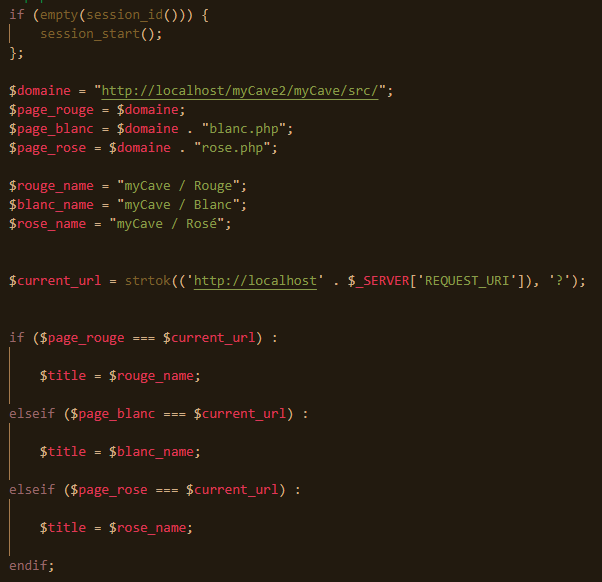 if (empty(session_id())) {
session_start();
};
$domaine = "http://localhost/myCave2/myCave/src/";
$page_rouge = $domaine;
$page_blanc = $domaine . "blanc.php";
$page_rose = $domaine . "rose.php";
$rouge_name = "myCave / Rouge";
$blanc_name = "myCave / Blanc";
$rose_name = "myCave / Rosé";
$current_url = strtok(('http://localhost' . $_SERVER['REQUEST_URI']), '?');
if ($page_rouge === $current_url) :
$title = $rouge_name;
elseif ($page_blanc === $current_url) :
$title = $blanc_name;
elseif ($page_rose === $current_url) :
$title = $rose_name;
endif;